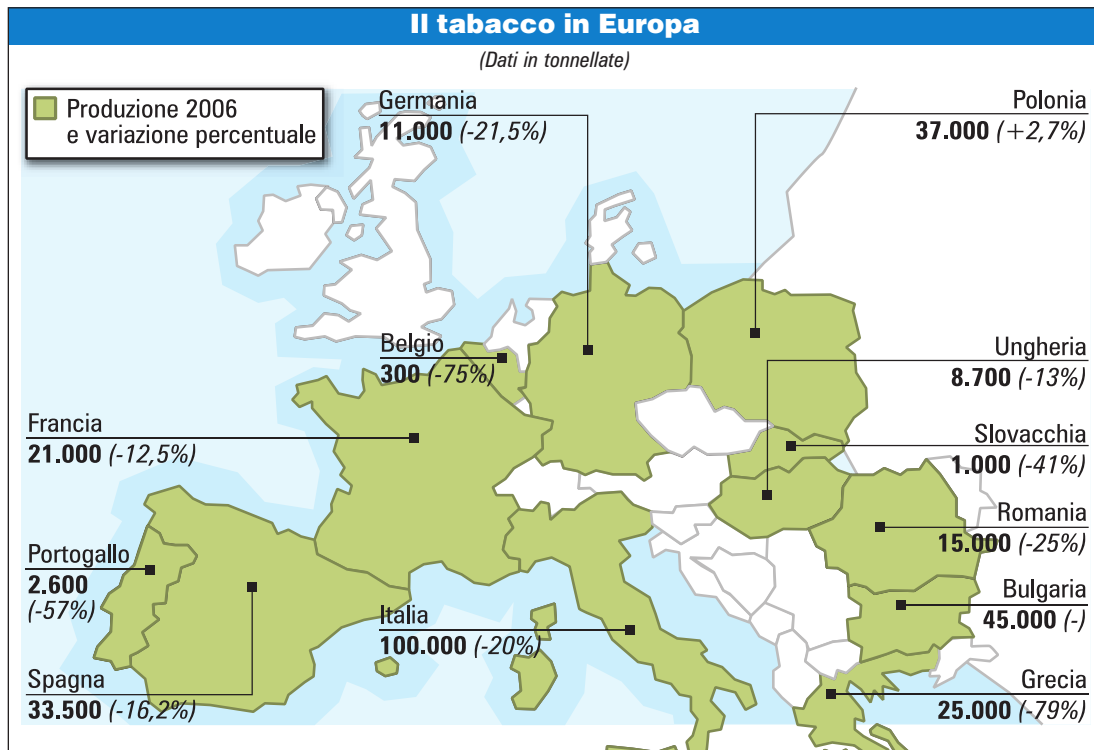 Il tabacco in Europa
(Dati in tonnellate)
Produzione 2006
e variazione percentuale
Germania
11.000 (-21,5%)
Polonia
37.000 (+2,7%)
Belgio
300 (-75%)
Ungheria
8.700 (-13%)
Francia
21.000 (-12,5%)
Slovacchia
1.000 (-41%)
Romania
15.000 (-25%)
Portogallo
2.600
(-57%)
Italia
100.000 (-20%)
Bulgaria
45.000 (-)
Spagna
33.500 (-16,2%)
Grecia
25.000 (-79%)